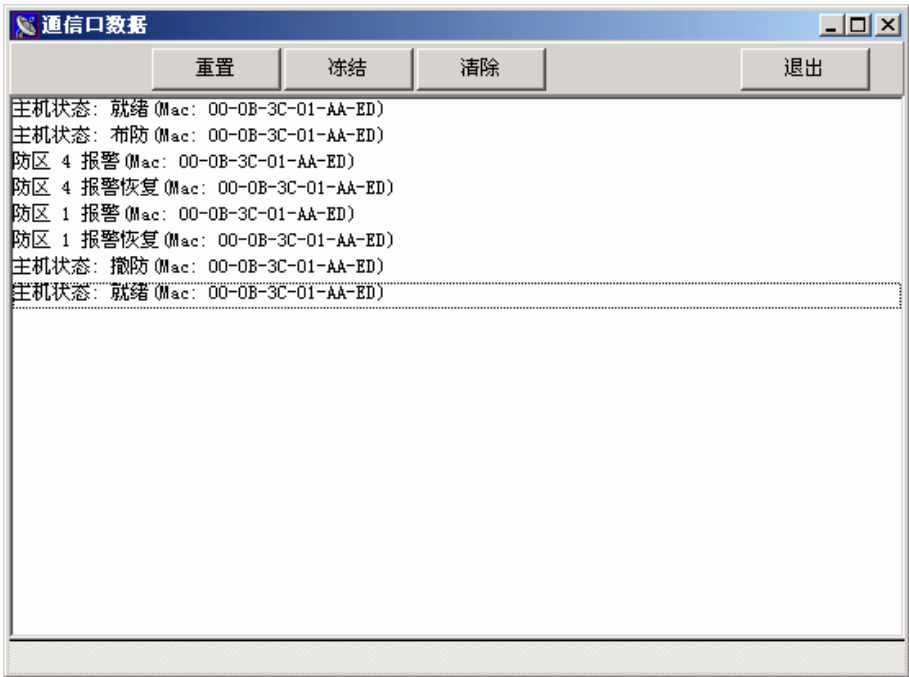 通信口数据
重置 冻结 清除 退出
主机状态: 就绪(Mac: 00-0B-3C-01-AA-ED)
主机状态: 布防(Mac: 00-0B-3C-01-AA-ED)
防区 4 报警(Mac: 00-0B-3C-01-AA-ED)
防区 4 报警恢复(Mac: 00-0B-3C-01-AA-ED)
防区 1 报警(Mac: 00-0B-3C-01-AA-ED)
防区 1 报警恢复(Mac: 00-0B-3C-01-AA-ED)
主机状态: 撤防(Mac: 00-0B-3C-01-AA-ED)
主机状态: 就绪(Mac: 00-0B-3C-01-AA-ED)